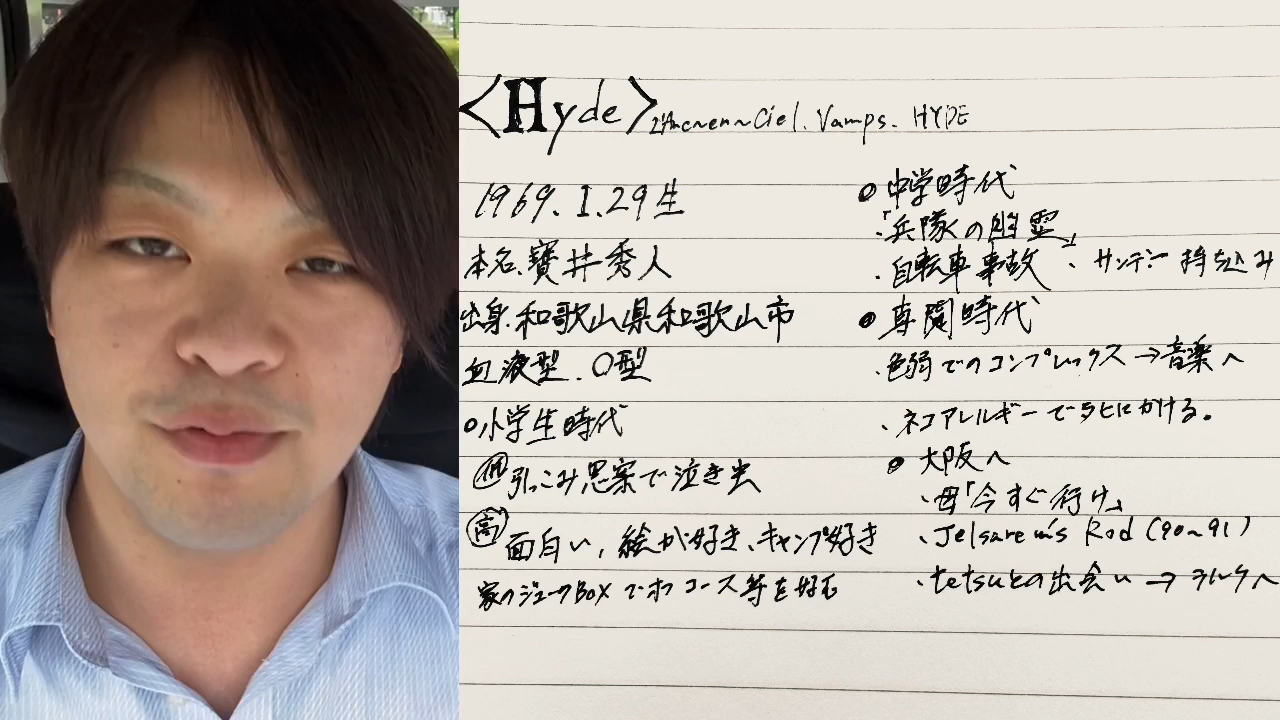 <Hyde> L'Arc~en~Ciel. Vamps. HYDE
1969.1.29生
本名.寶井秀人
出身.和歌山県和歌山市
血液型.O型
○小学生時代
低 引っこみ思案で泣き虫
高 面白い、絵が好き、キャンプ好き
家のジュークBOXで 等を好む
○中学時代
・「兵隊の幽霊」
・自転車事故 ・サンデー持ち込み
○専門時代
・色弱でのコンプレックス→音楽へ
・ネコアレルギーで死にかける。
○大阪へ
・母「今すぐ行け」
・Jelsarem's Rod (90~91)
・tetsuとの出会い→ラルクへ